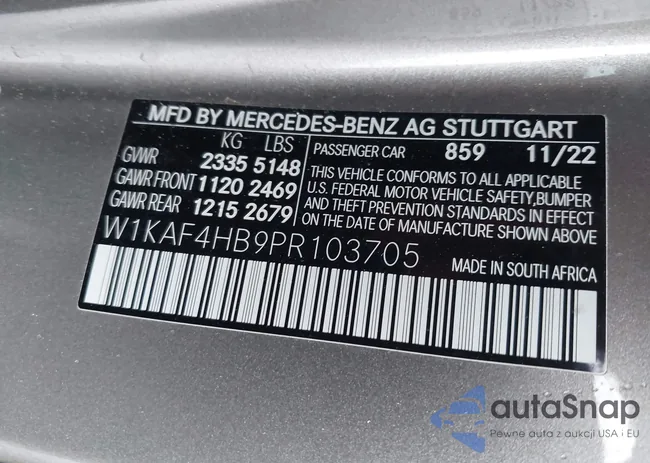 MFD BY MERCEDES-BENZ AG STUTTGART
KG LBS
GVWR 2335 5148
GAWR FRONT 1120 2469
GAWR REAR 1215 2679
PASSENGER CAR 859 11/22
THIS VEHICLE CONFORMS TO ALL APPLICABLE
U.S. FEDERAL MOTOR VEHICLE SAFETY,BUMPER
AND THEFT PREVENTION STANDARDS IN EFFECT
ON THE DATE OF MANUFACTURE SHOWN ABOVE.
W1KAF4HB9PR103705
MADE IN SOUTH AFRICA
autaSnap
Pewne auta z aukcji USA i EU